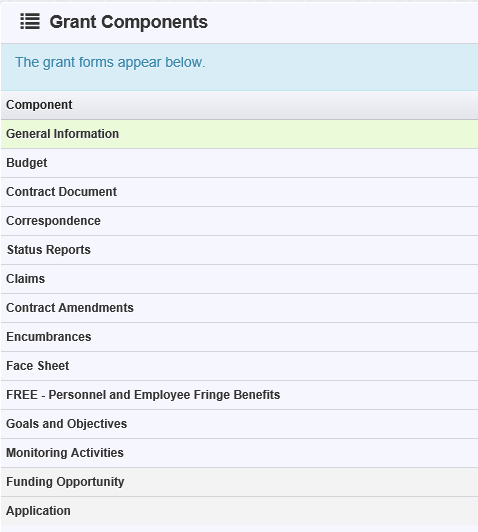 Grant Components
The grant forms appear below.
Component
General Information
Budget
Contract Document
Correspondence
Status Reports
Claims
Contract Amendments
Encumbrances
Face Sheet
FREE - Personnel and Employee Fringe Benefits
Goals and Objectives
Monitoring Activities
Funding Opportunity
Application